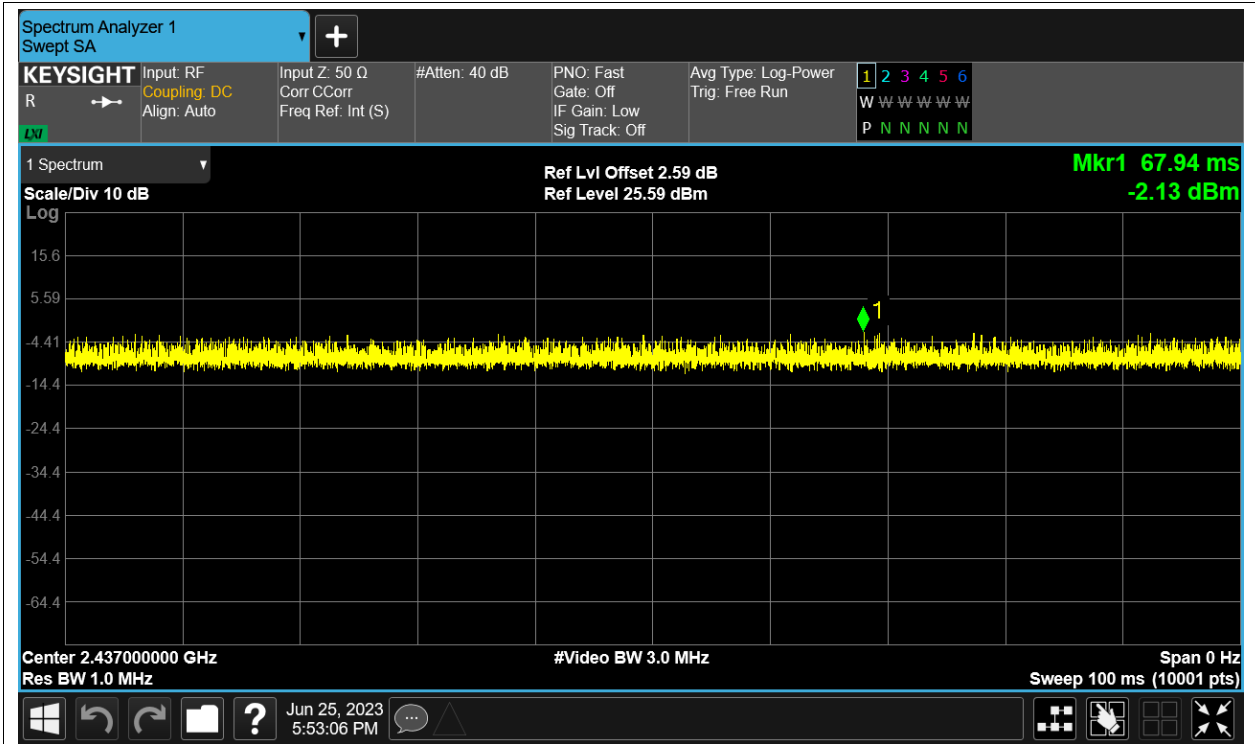 Spectrum Analyzer 1
Swept SA
KEYSIGHT
R
LXI
Input: RF
Coupling: DC
Align: Auto
Input Z: 50 Ω
Corr CCorr
Freq Ref: Int (S)
#Atten: 40 dB
PNO: Fast
Gate: Off
IF Gain: Low
Sig Track: Off
Avg Type: Log-Power
Trig: Free Run
1 2 3 4 5 6
W W W W W W
P N N N N N
1 Spectrum
Scale/Div 10 dB
Ref Lvl Offset 2.59 dB
Ref Level 25.59 dBm
Mkr1 67.94 ms
-2.13 dBm
Log
15.6
5.59
-4.41
-14.4
-24.4
-34.4
-44.4
-54.4
-64.4
1
Center 2.437000000 GHz
Res BW 1.0 MHz
#Video BW 3.0 MHz
Span 0 Hz
Sweep 100 ms (10001 pts)
?
Jun 25, 2023
5:53:06 PM